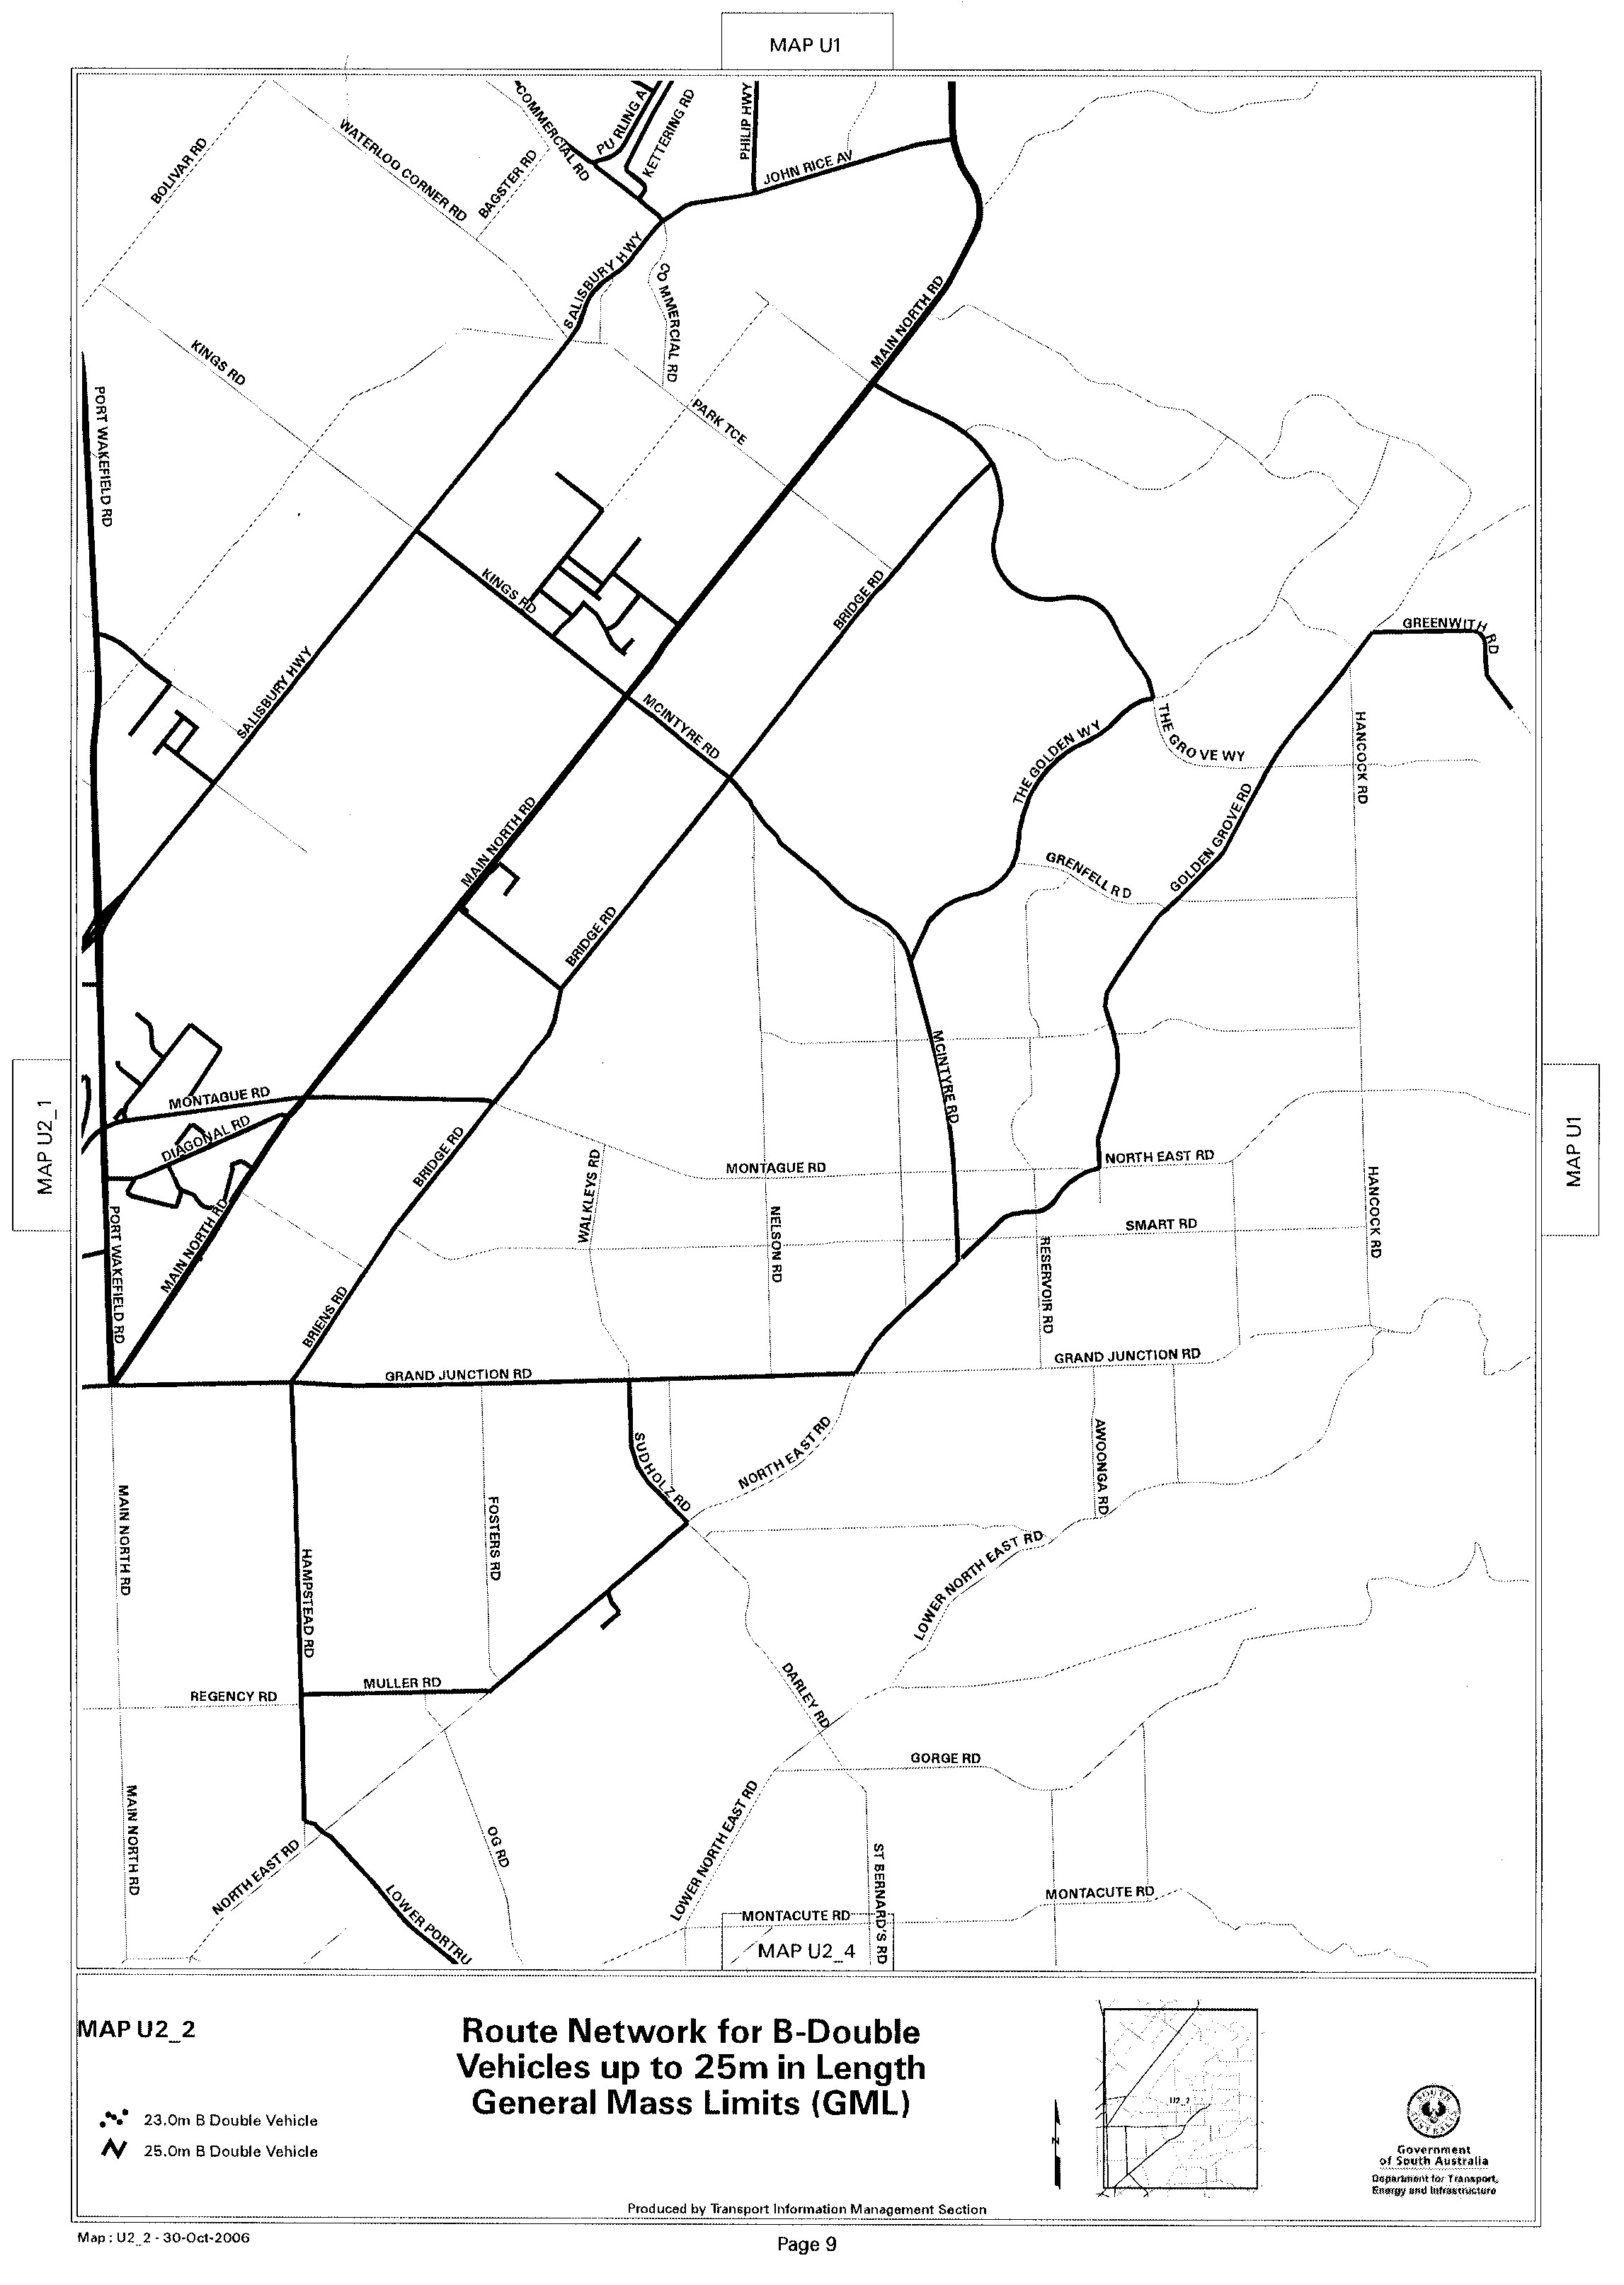 MAP U1
COMMERCIAL RD
KETTERING RD
PHILIP HWY
JOHN RICE AV
BOLIVAR RD
WATERLOO CORNER RD
BAGSTER RD
SALISBURY HWY
COMMERCIAL RD
MAIN NORTH RD
KINGS RD
PORT WAKEFIELD RD
PARK TCE
KINGS RD
BRIDGE RD
GREENWITH RD
SALISBURY HWY
MCINTYRE RD
THE GOLDEN WY
THE GROVE WY
HANCOCK RD
MAIN NORTH RD
GOLDEN GROVE RD
GRENFELL RD
BRIDGE RD
MCINTYRE RD
MAP U2_1
MAP U1
MONTAGUE RD
DIAGONAL RD
BRIDGE RD
MONTAGUE RD
NORTH EAST RD
WALKLEYS RD
NELSON RD
SMART RD
HANCOCK RD
RESERVOIR RD
PORT WAKEFIELD RD
MAIN NORTH RD
BRIENS RD
GRAND JUNCTION RD
GRAND JUNCTION RD
SUDHOLZ RD
NORTH EAST RD
AWOONGA RD
MAIN NORTH RD
HAMPSTEAD RD
FOSTERS RD
LOWER NORTH EAST RD
REGENCY RD
MULLER RD
DARLEY RD
GORGE RD
MAIN NORTH RD
NORTH EAST RD
OG RD
LOWER NORTH EAST RD
ST BERNARD'S RD
LOWER PORTRU
MONTACUTE RD
MONTACUTE RD
MAP U2_4
MAP U2_2
Route Network for B-Double
Vehicles up to 25m in Length
General Mass Limits (GML)
23.0m B Double Vehicle
25.0m B Double Vehicle
N
U2_2
SOUTH
AUSTRALIA
Government
of South Australia
Department for Transport,
Energy and Infrastructure
Produced by Transport Information Management Section
Map : U2_2 - 30-Oct-2006
Page 9